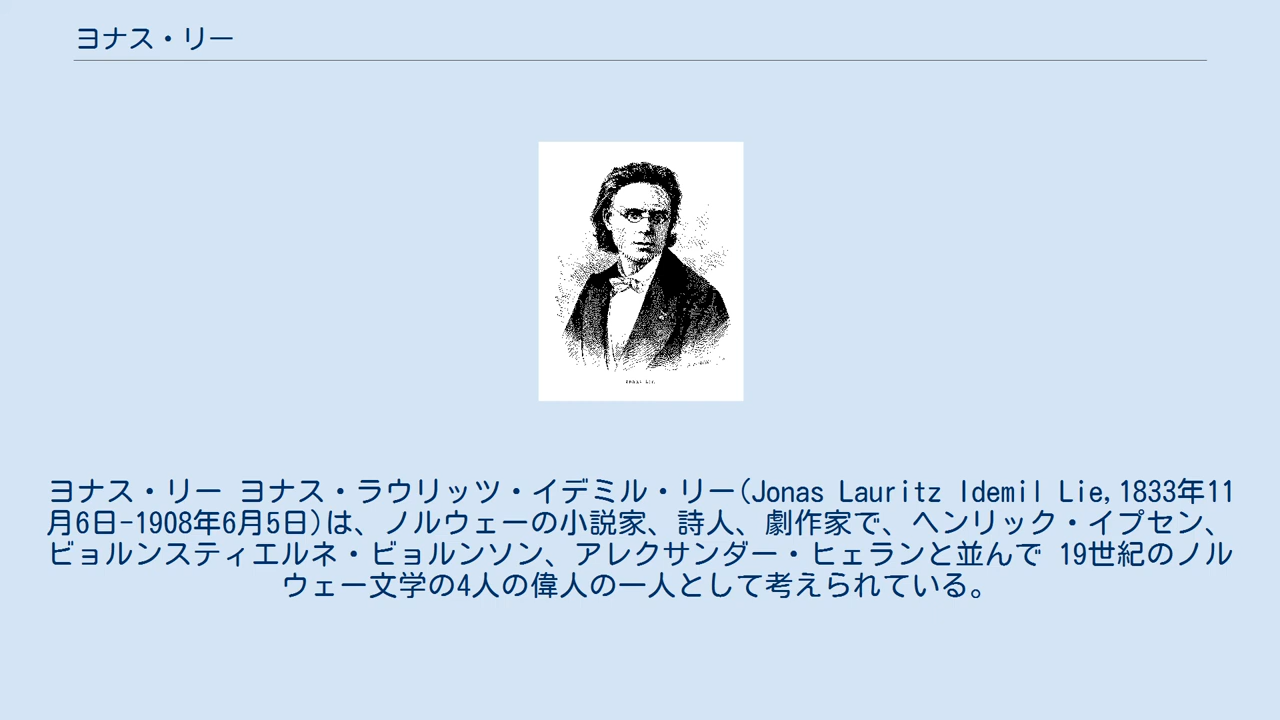 ヨナス・リー
JONAS LIE.
ヨナス・リー ヨナス・ラウリッツ・イデミル・リー(Jonas Lauritz Idemil Lie,1833年11
月6日-1908年6月5日)は、ノルウェーの小説家、詩人、劇作家で、ヘンリック・イプセン、
ビョルンスティエルネ・ビョルンソン、アレクサンダー・ヒェランと並んで 19世紀のノル
ウェー文学の4人の偉人の一人として考えられている。